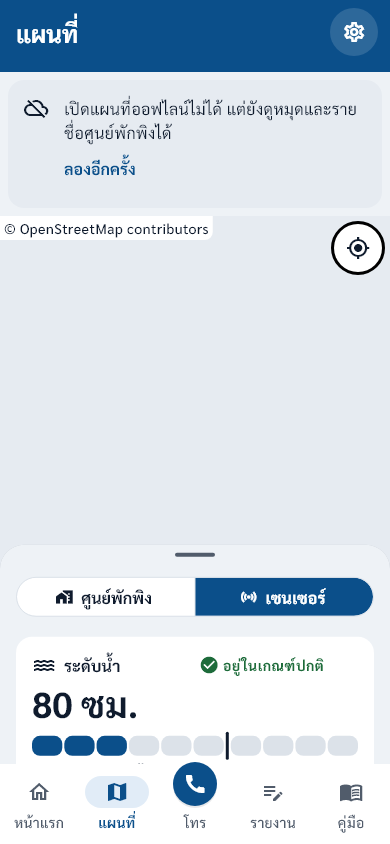 แผนที่
เปิดแผนที่ออฟไลน์ไม่ได้ แต่ยังดูหมุดและราย
ชื่อศูนย์พักพิงได้
ลองอีกครั้ง
© OpenStreetMap contributors
ศูนย์พักพิง
เซนเซอร์
ระดับน้ำ
อยู่ในเกณฑ์ปกติ
80 ซม.
หน้าแรก
แผนที่
โทร
รายงาน
คู่มือ